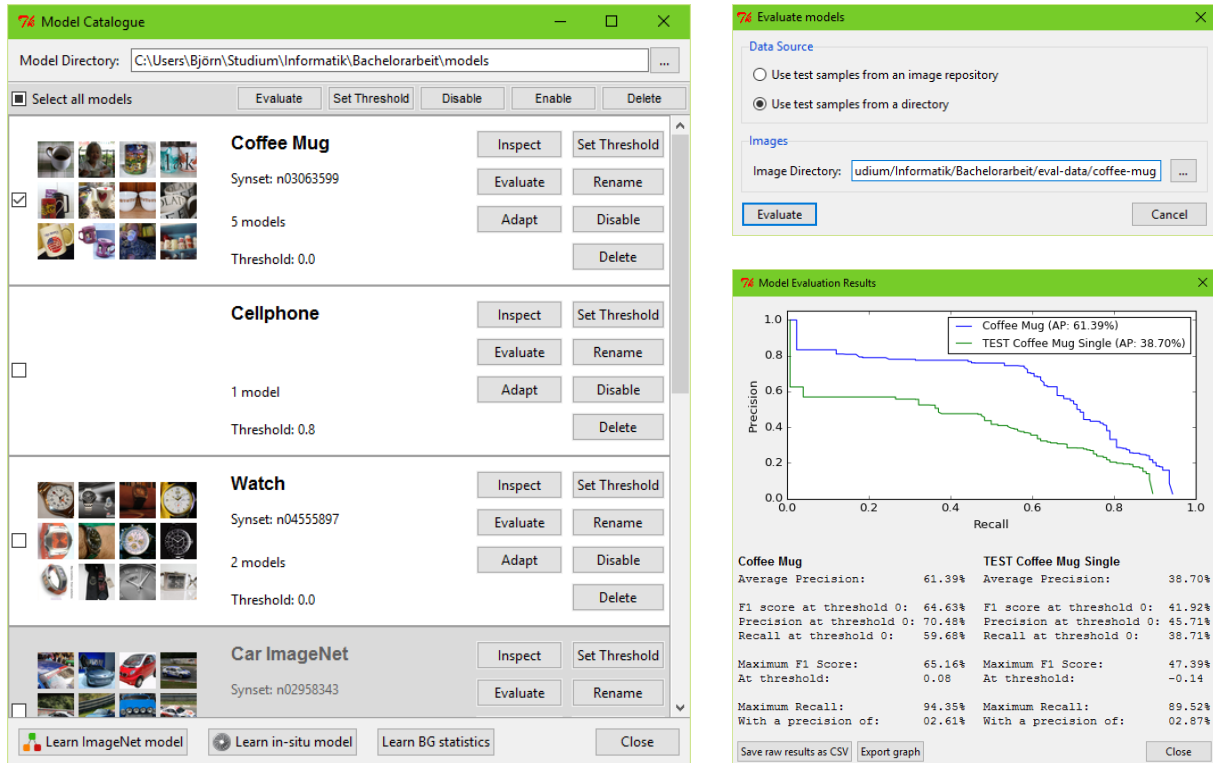 Model Catalogue
Model Directory: C:\Users\Björn\Studium\Informatik\Bachelorarbeit\models ...
Select all models Evaluate Set Threshold Disable Enable Delete
Coffee Mug Inspect Set Threshold
Synset: n03063599 Evaluate Rename
5 models Adapt Disable
Threshold: 0.0 Delete
Cellphone Inspect Set Threshold
Evaluate Rename
1 model Adapt Disable
Threshold: 0.8 Delete
Watch Inspect Set Threshold
Synset: n04555897 Evaluate Rename
2 models Adapt Disable
Threshold: 0.0 Delete
Car ImageNet Inspect Set Threshold
Synset: n02958343 Evaluate Rename
Learn ImageNet model Learn in-situ model Learn BG statistics Close
Evaluate models
Data Source
Use test samples from an image repository
Use test samples from a directory
Images
Image Directory: udium/Informatik/Bachelorarbeit/eval-data/coffee-mug ...
Evaluate Cancel
Model Evaluation Results
Coffee Mug (AP: 61.39%)
TEST Coffee Mug Single (AP: 38.70%)
1.0
0.8
0.6
0.4
0.2
0.0
Precision
0.0 0.2 0.4 0.6 0.8 1.0
Recall
Coffee Mug TEST Coffee Mug Single
Average Precision: 61.39% Average Precision: 38.70%
F1 score at threshold 0: 64.63% F1 score at threshold 0: 41.92%
Precision at threshold 0: 70.48% Precision at threshold 0: 45.71%
Recall at threshold 0: 59.68% Recall at threshold 0: 38.71%
Maximum F1 Score: 65.16% Maximum F1 Score: 47.39%
At threshold: 0.08 At threshold: -0.14
Maximum Recall: 94.35% Maximum Recall: 89.52%
With a precision of: 02.61% With a precision of: 02.87%
Save raw results as CSV Export graph Close